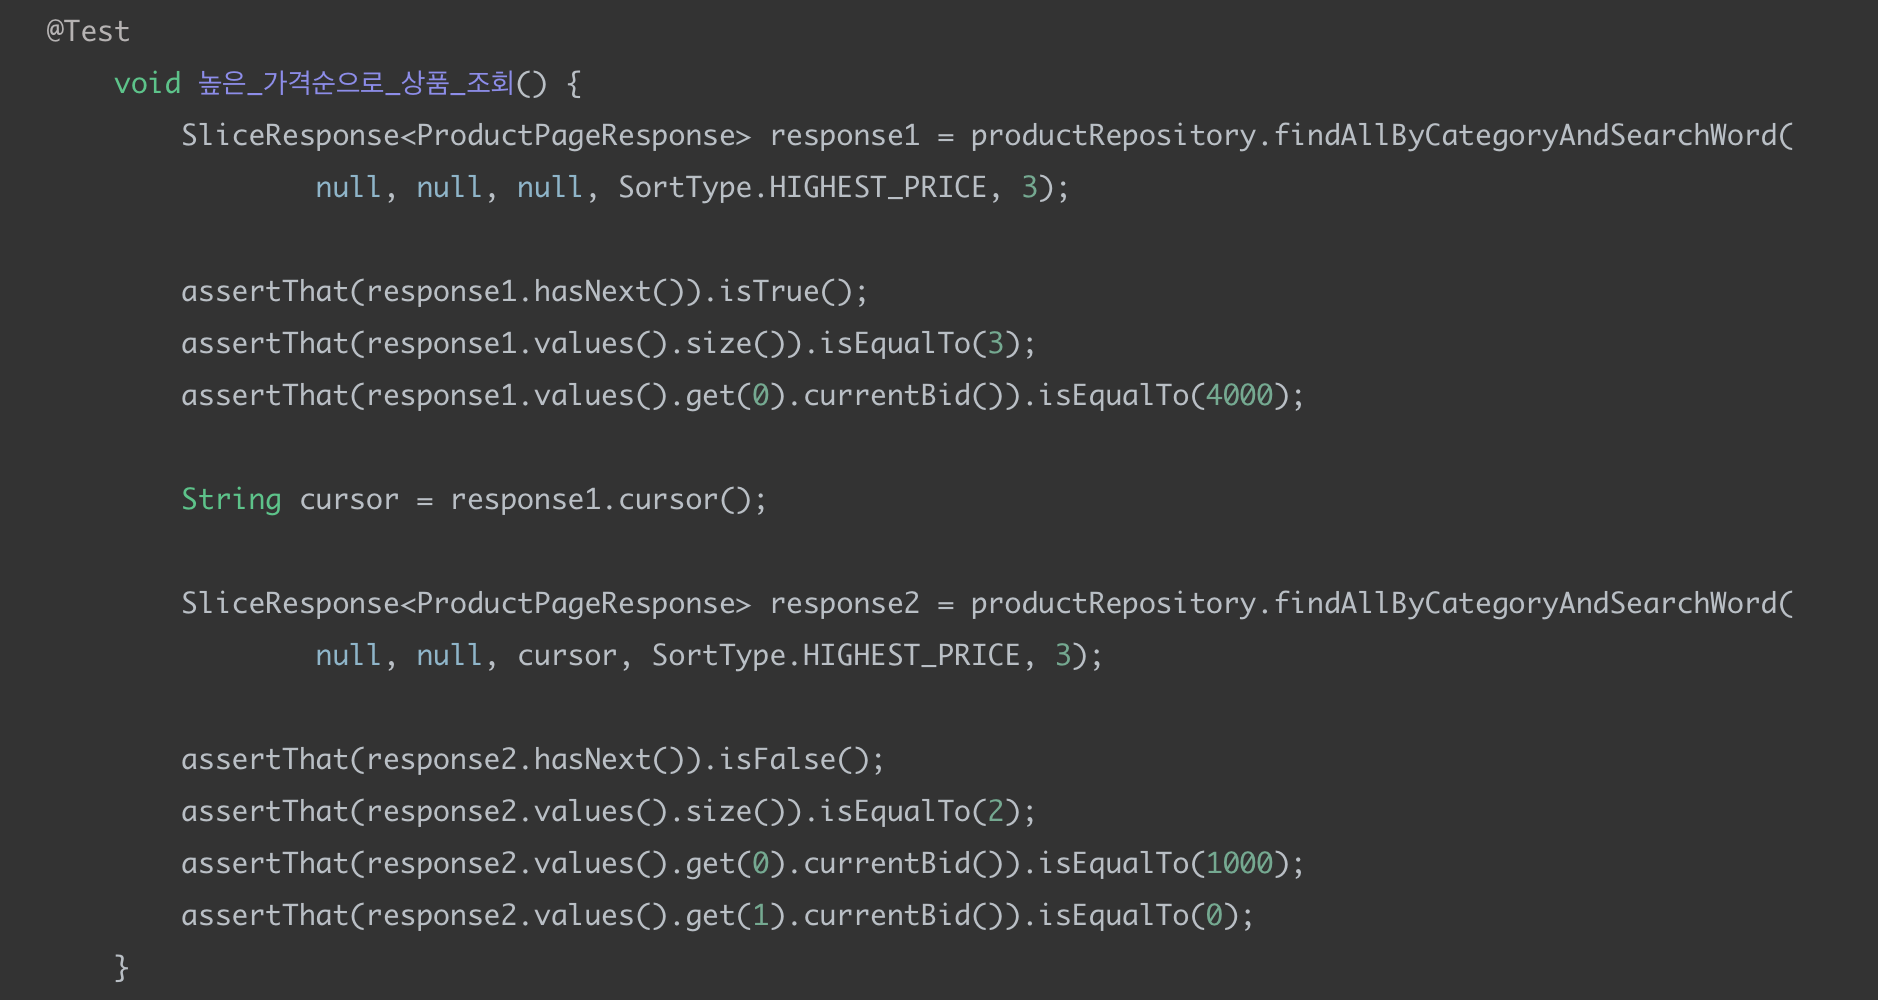 @Test
void 높은_가격순으로_상품_조회() {
SliceResponse<ProductPageResponse> response1 = productRepository.findAllByCategoryAndSearchWord(
null, null, null, SortType.HIGHEST_PRICE, 3);
assertThat(response1.hasNext()).isTrue();
assertThat(response1.values().size()).isEqualTo(3);
assertThat(response1.values().get(0).currentBid()).isEqualTo(4000);
String cursor = response1.cursor();
SliceResponse<ProductPageResponse> response2 = productRepository.findAllByCategoryAndSearchWord(
null, null, cursor, SortType.HIGHEST_PRICE, 3);
assertThat(response2.hasNext()).isFalse();
assertThat(response2.values().size()).isEqualTo(2);
assertThat(response2.values().get(0).currentBid()).isEqualTo(1000);
assertThat(response2.values().get(1).currentBid()).isEqualTo(0);
}